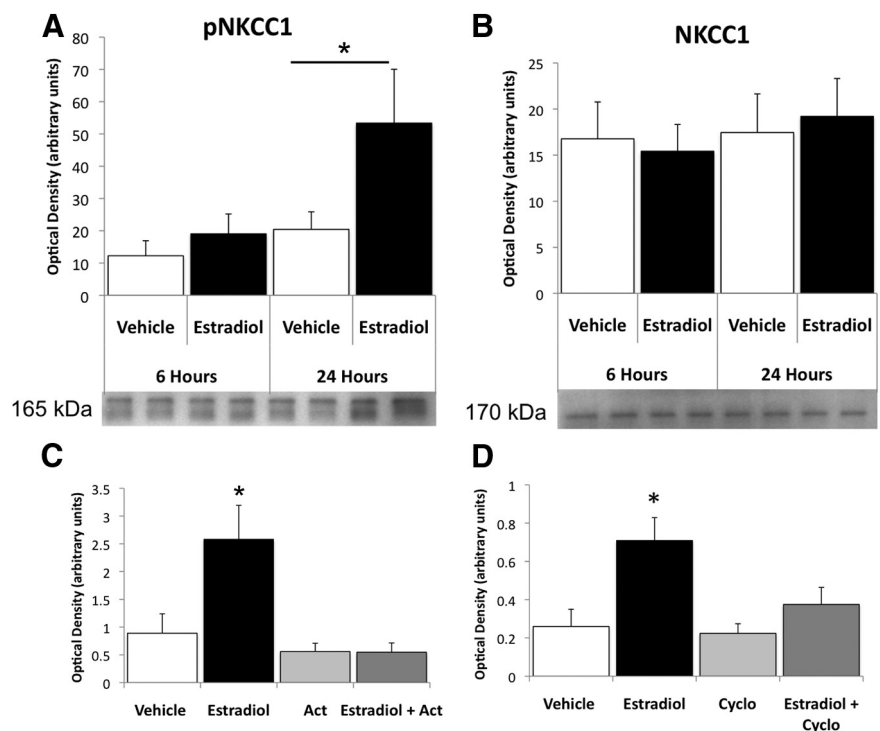 A
pNKCC1
*
Optical Density (arbitrary units)
80
70
60
50
40
30
20
10
0
Vehicle
Estradiol
Vehicle
Estradiol
6 Hours
24 Hours
165 kDa
B
NKCC1
Optical Density (arbitrary units)
25
20
15
10
5
0
Vehicle
Estradiol
Vehicle
Estradiol
6 Hours
24 Hours
170 kDa
C
*
Optical Density (arbitrary units)
3.5
3
2.5
2
1.5
1
0.5
0
Vehicle
Estradiol
Act
Estradiol + Act
D
*
Optical Density (arbitrary units)
1
0.8
0.6
0.4
0.2
0
Vehicle
Estradiol
Cyclo
Estradiol +
Cyclo